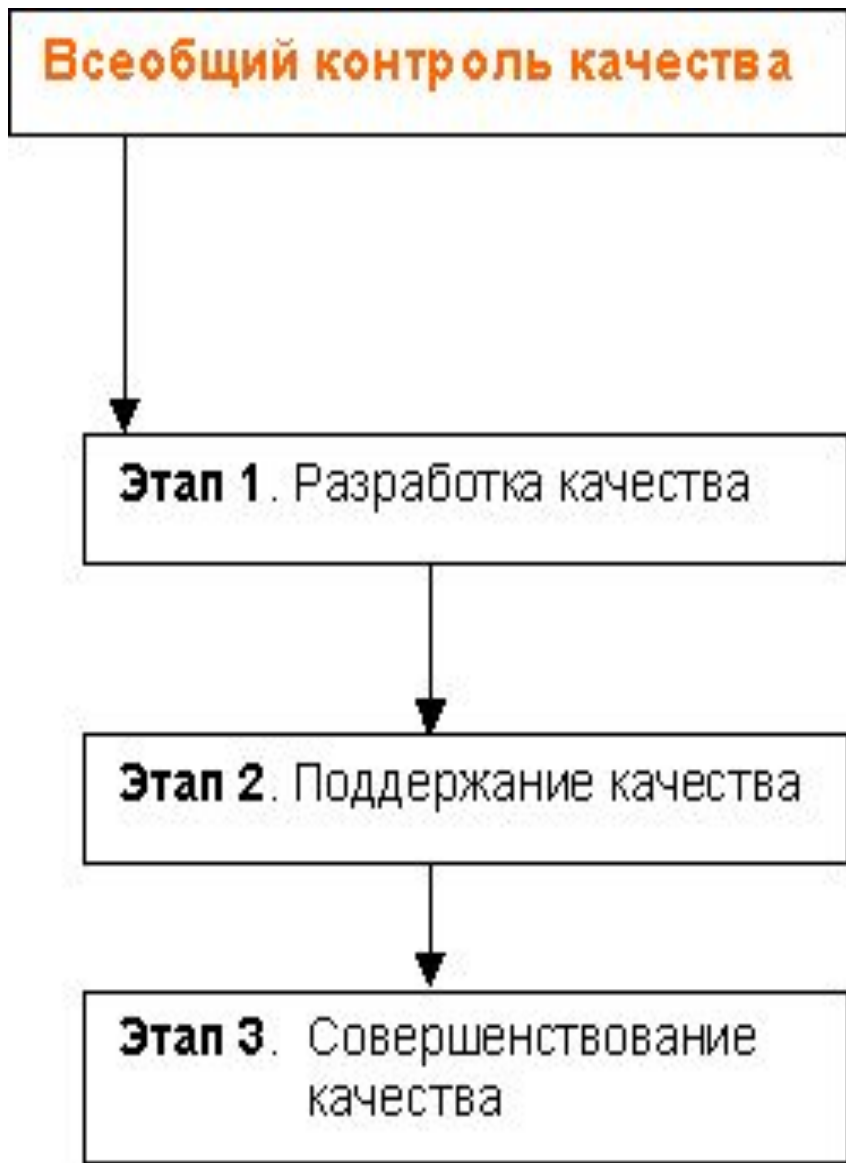 Всеобщий контроль качества
Этап 1. Разработка качества
Этап 2. Поддержание качества
Этап 3. Совершенствование
качества